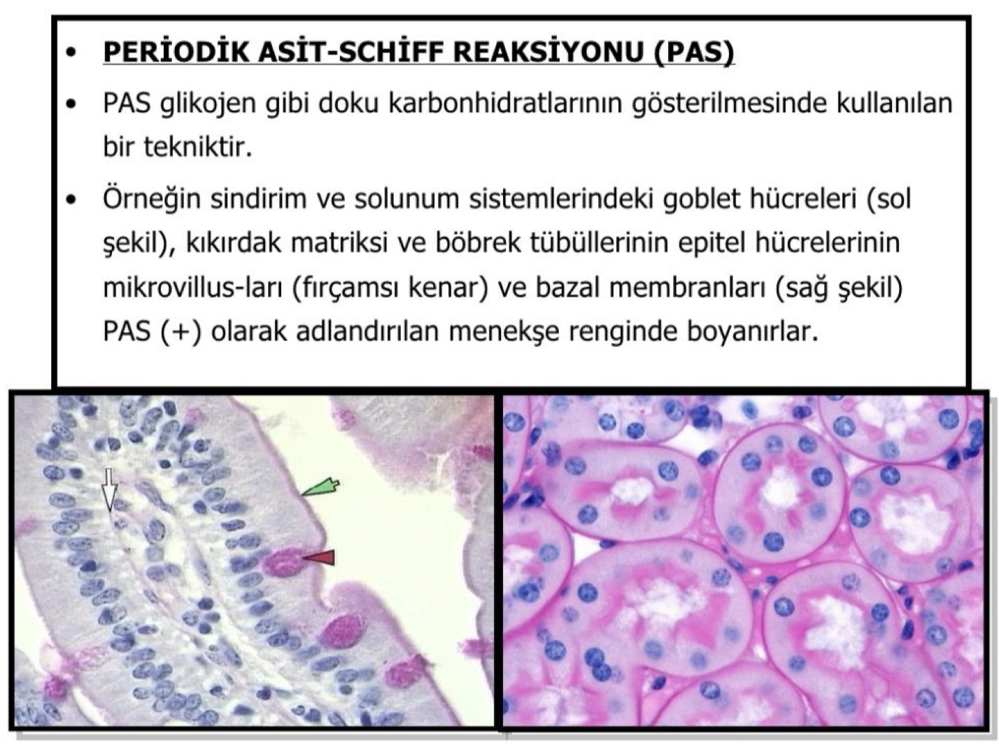 • PERİODİK ASİT-SCHİFF REAKSİYONU (PAS)
• PAS glikojen gibi doku karbonhidratlarının gösterilmesinde kullanılan
bir tekniktir.
• Örneğin sindirim ve solunum sistemlerindeki goblet hücreleri (sol
şekil), kıkırdak matriksi ve böbrek tübüllerinin epitel hücrelerinin
mikrovillus-ları (fırçamsı kenar) ve bazal membranları (sağ şekil)
PAS (+) olarak adlandırılan menekşe renginde boyanırlar.